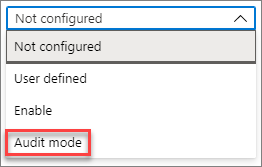 Not configured
Not configured
User defined
Enable
Audit mode